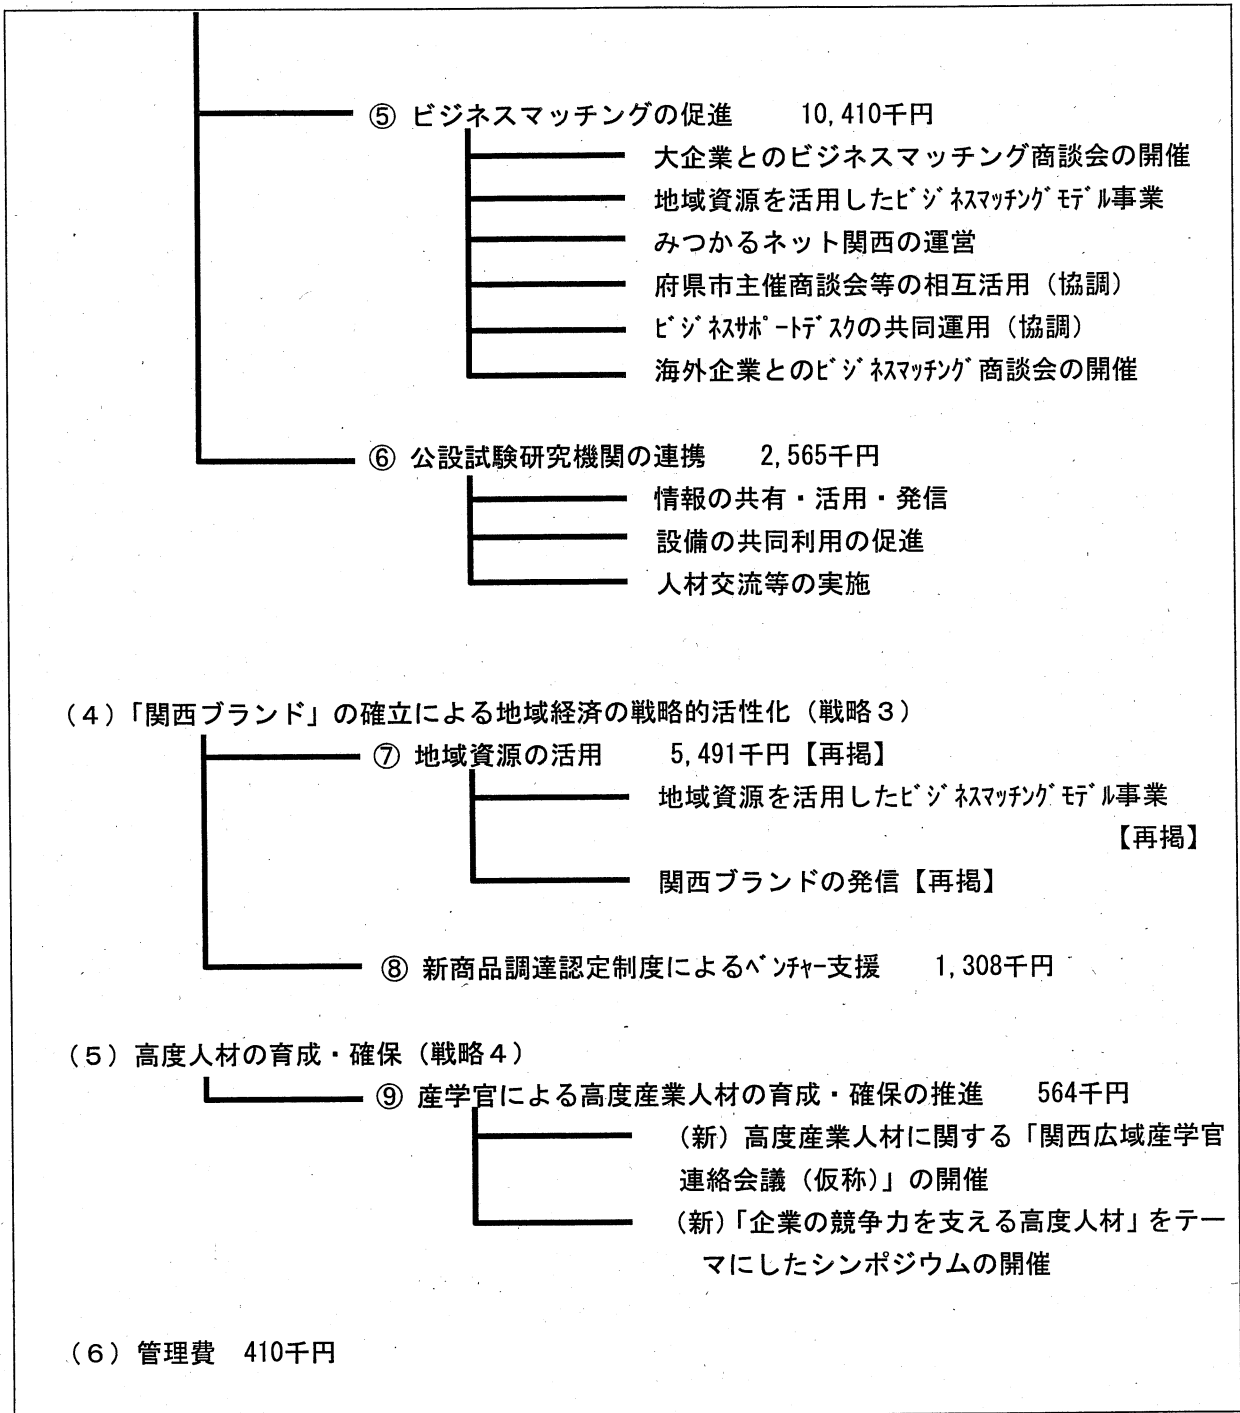 ⑤ ビジネスマッチングの促進　　10,410千円
大企業とのビジネスマッチング商談会の開催
地域資源を活用したﾋﾞｼﾞﾈｽﾏｯﾁﾝｸﾞﾓﾃﾞﾙ事業
みつかるネット関西の運営
府県市主催商談会等の相互活用（協調）
ﾋﾞｼﾞﾈｽｻﾎﾟｰﾄﾃﾞｽｸの共同運用（協調）
海外企業とのﾋﾞｼﾞﾈｽﾏｯﾁﾝｸﾞ商談会の開催
⑥ 公設試験研究機関の連携　　2,565千円
情報の共有・活用・発信
設備の共同利用の促進
人材交流等の実施
（４）「関西ブランド」の確立による地域経済の戦略的活性化（戦略３）
⑦ 地域資源の活用　　5,491千円【再掲】
地域資源を活用したﾋﾞｼﾞﾈｽﾏｯﾁﾝｸﾞﾓﾃﾞﾙ事業
【再掲】
関西ブランドの発信【再掲】
⑧ 新商品調達認定制度によるﾍﾞﾝﾁｬｰ支援　　1,308千円
（５）高度人材の育成・確保（戦略４）
⑨ 産学官による高度産業人材の育成・確保の推進　　564千円
（新）高度産業人材に関する「関西広域産学官
連絡会議（仮称）」の開催
（新）「企業の競争力を支える高度人材」をテー
マにしたシンポジウムの開催
（６）管理費　410千円